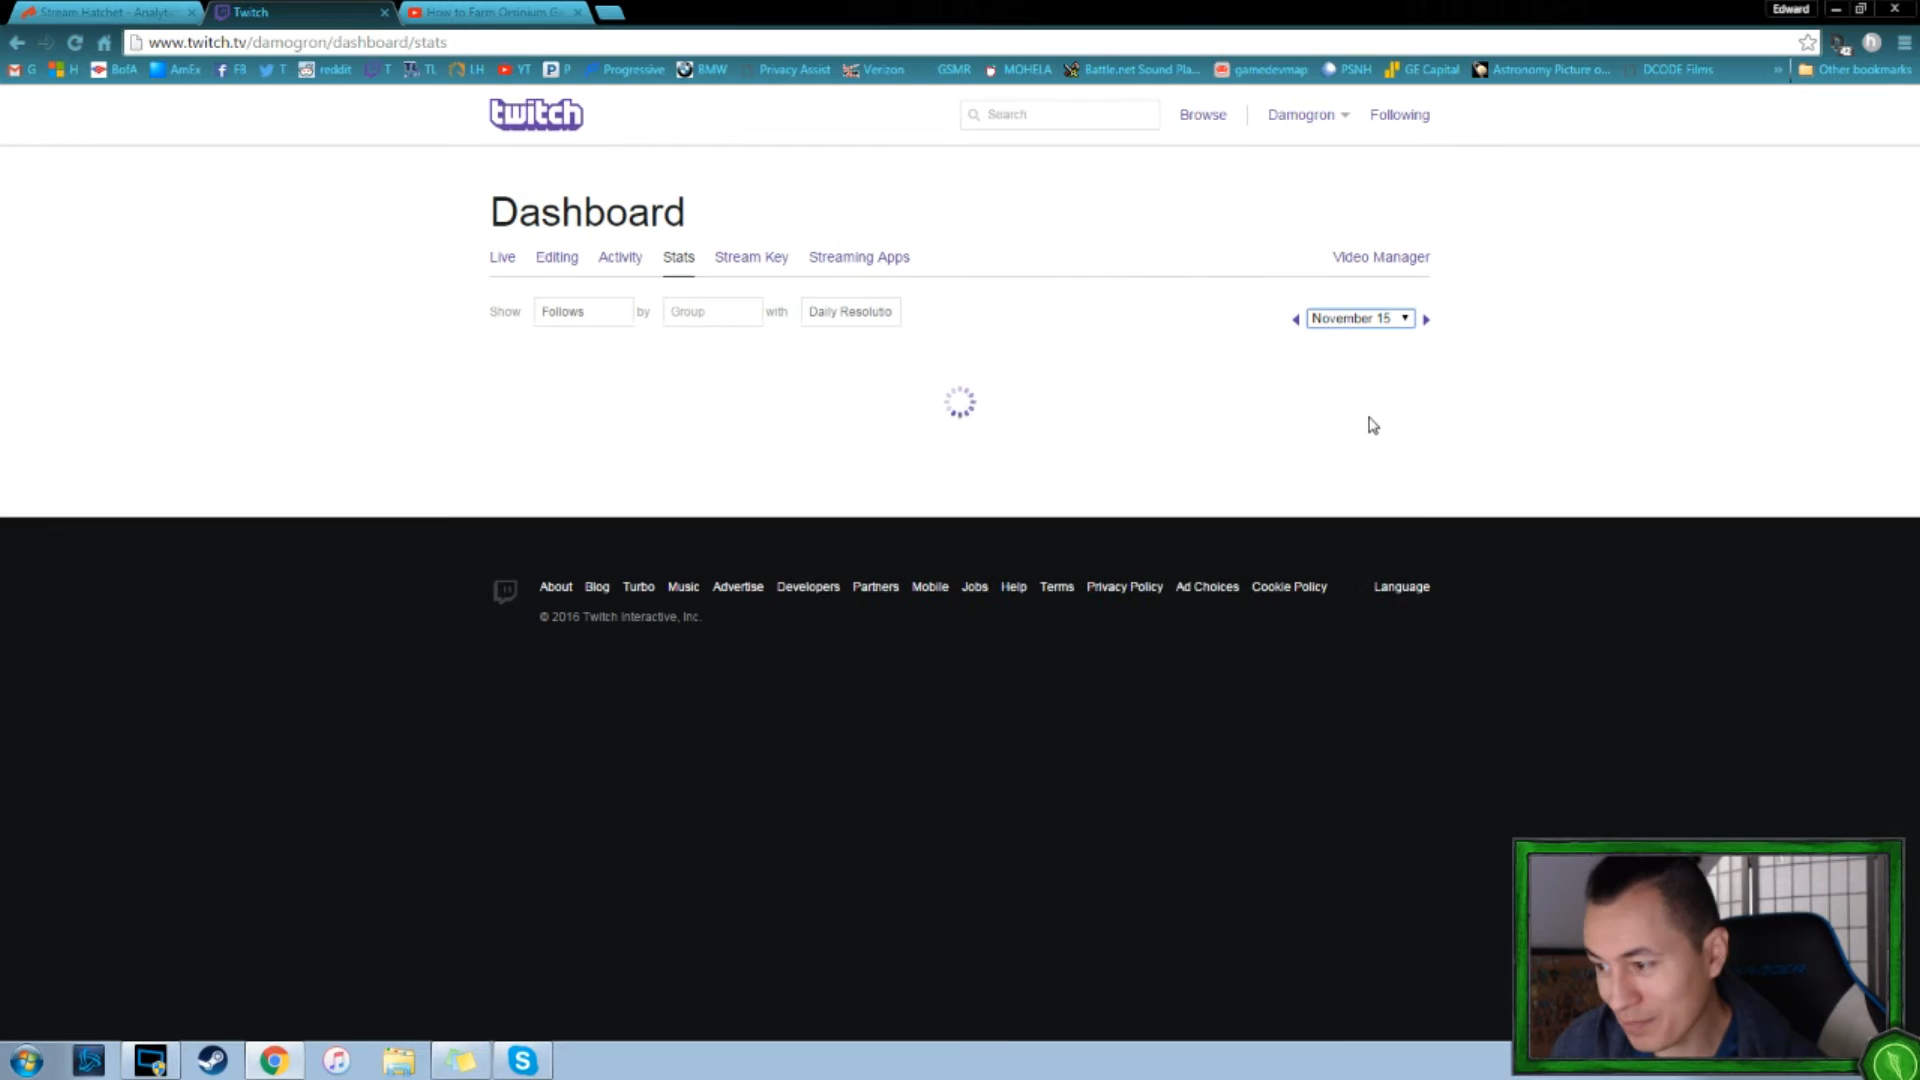 Stream Hatchet - Analyt
Twitch
How to Farm Orsinium G
Edward
www.twitch.tv/damogron/dashboard/stats
G
H
BofA
AmEx
FB
T
reddit
T
TL
LH
YT
P
Progressive
BMW
Privacy Assist
Verizon
GSMR
MOHELA
Battle.net Sound Pla...
gamedevmap
PSNH
GE Capital
Astronomy Picture o...
DCODE Films
»
Other bookmarks
twitch
Search
Browse
Damogron
Following
Dashboard
Live
Editing
Activity
Stats
Stream Key
Streaming Apps
Video Manager
Show
Follows
by
Group
with
Daily Resolutio
November 15
About
Blog
Turbo
Music
Advertise
Developers
Partners
Mobile
Jobs
Help
Terms
Privacy Policy
Ad Choices
Cookie Policy
Language
© 2016 Twitch Interactive, Inc.